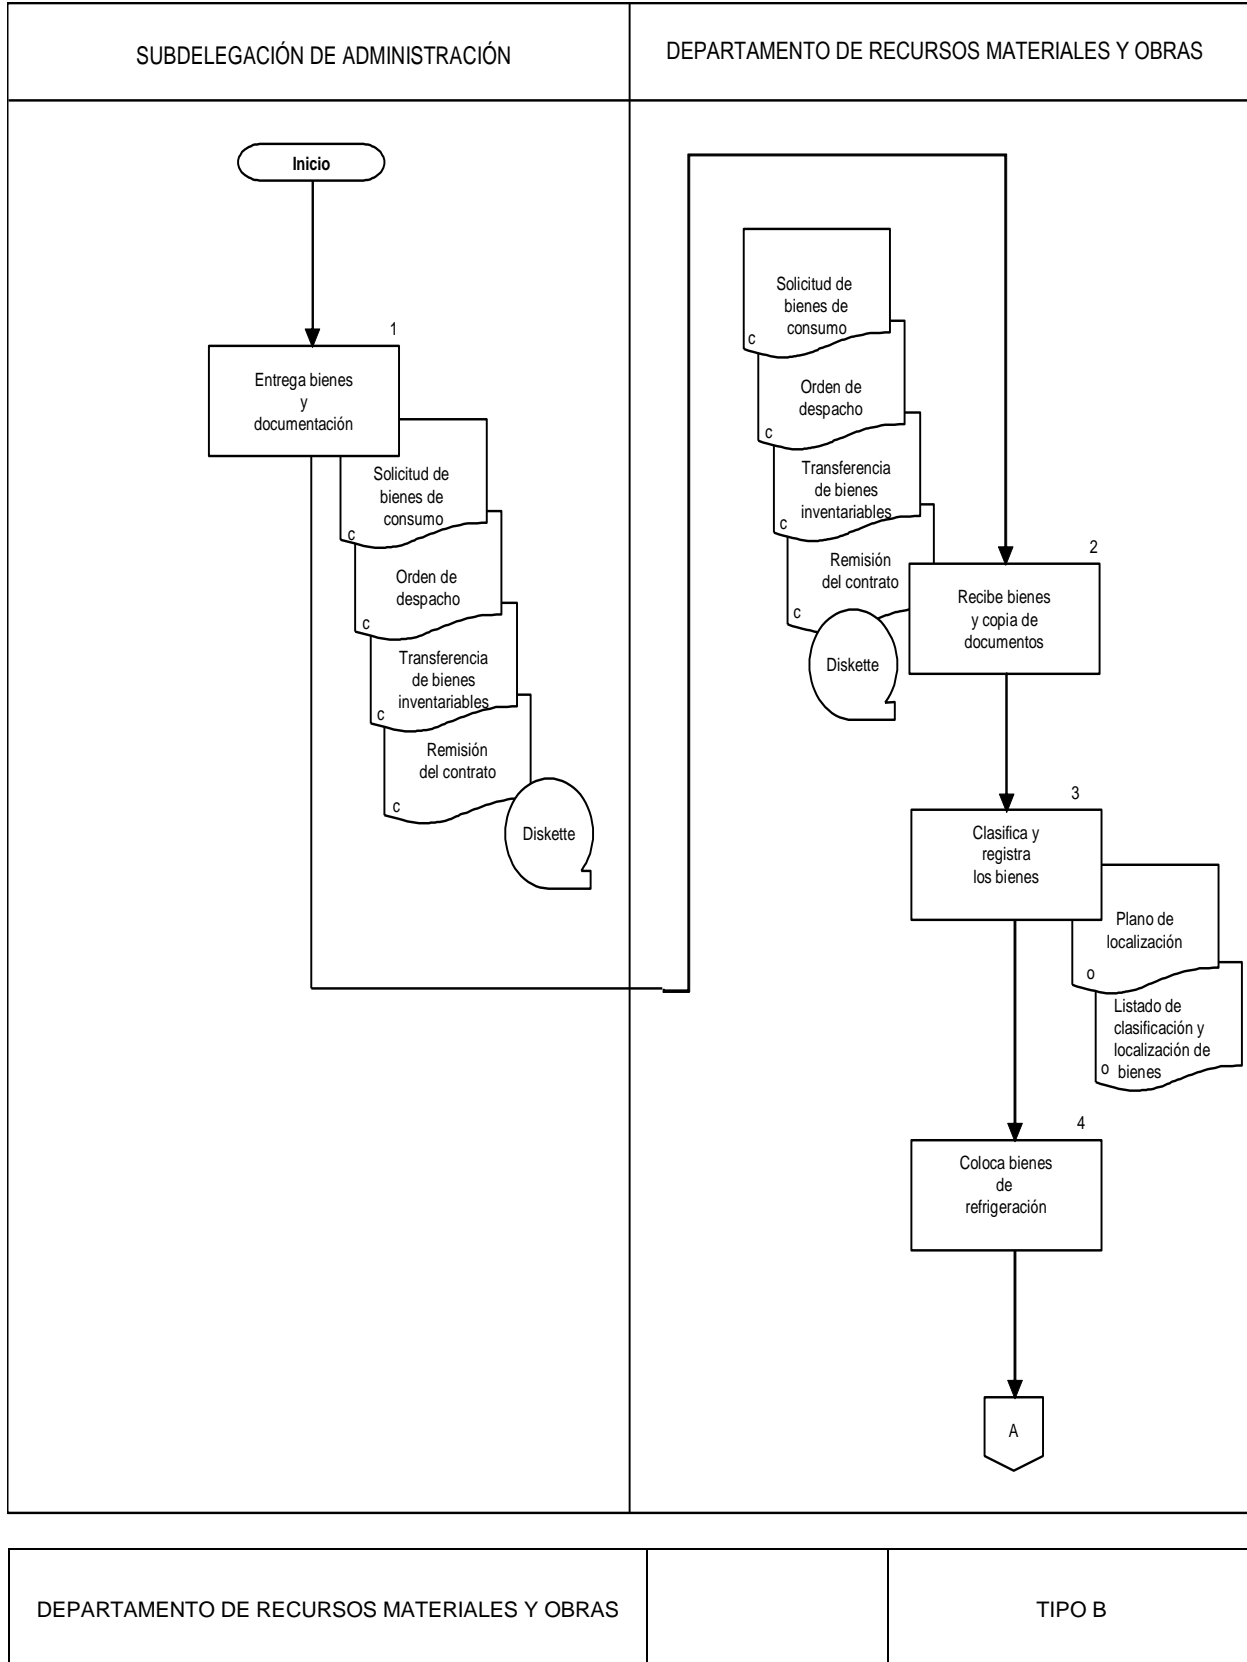 SUBDELEGACIÓN DE ADMINISTRACIÓN
DEPARTAMENTO DE RECURSOS MATERIALES Y OBRAS
Inicio
1
Entrega bienes
y
documentación
Solicitud de
bienes de
consumo
c
Orden de
despacho
c
Transferencia
de bienes
inventariables
c
Remisión
del contrato
c
Diskette
Solicitud de
bienes de
consumo
c
Orden de
despacho
c
Transferencia
de bienes
inventariables
c
Remisión
del contrato
c
Diskette
2
Recibe bienes
y copia de
documentos
3
Clasifica y
registra
los bienes
Plano de
localización
o
Listado de
clasificación y
localización de
bienes
o
4
Coloca bienes
de
refrigeración
A
DEPARTAMENTO DE RECURSOS MATERIALES Y OBRAS
TIPO B